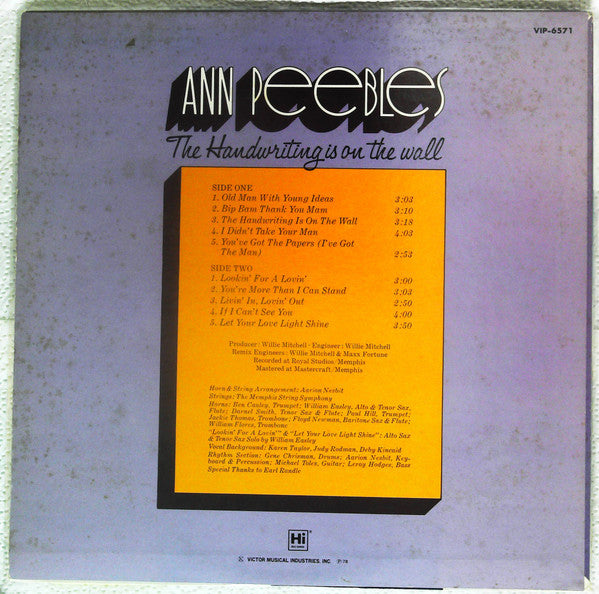 VIP-6571
ANN PEEBLES
The Handwriting is on the wall
SIDE ONE
1. Old Man With Young Ideas 3:03
2. Bip Bam Thank You Mam 3:10
3. The Handwriting Is On The Wall 3:18
4. I Didn't Take Your Man 4:03
5. You've Got The Papers (I've Got
The Man) 2:53
SIDE TWO
1. Lookin' For A Lovin' 3:00
2. You're More Than I Can Stand 3:03
3. Livin' In, Lovin' Out 2:50
4. If I Can't See You 4:00
5. Let Your Love Light Shine 3:50
Producer : Willie Mitchell · Engineer : Willie Mitchell
Remix Engineers : Willie Mitchell & Maxx Fortune
Recorded at Royal Studios/Memphis
Mastered at Mastercraft/Memphis
Horn & String Arrangement: Aarion Nesbit
Strings: The Memphis String Symphony
Horns: Ben Cauley, Trumpet; William Easley, Alto & Tenor Sax,
Flute; Darnel Smith, Tenor Sax & Flute; Paul Hill, Trumpet;
Jackie Thomas, Trombone; Floyd Newman, Baritone Sax & Flute;
William Flores, Trombone
"Lookin' For A Lovin'" & "Let Your Love Light Shine" : Alto Sax
& Tenor Sax Solo by William Easley
Vocal Background: Karen Taylor, Judy Rodman, Deby Kincaid
Rhythm Section: Gene Chrizman, Drums; Aarion Nesbit, Key-
board & Percussion; Michael Toles, Guitar; Leroy Hodges, Bass
Special Thanks to Earl Randle
Hi
RECORDS
VICTOR MUSICAL INDUSTRIES, INC. Ⓟ 78